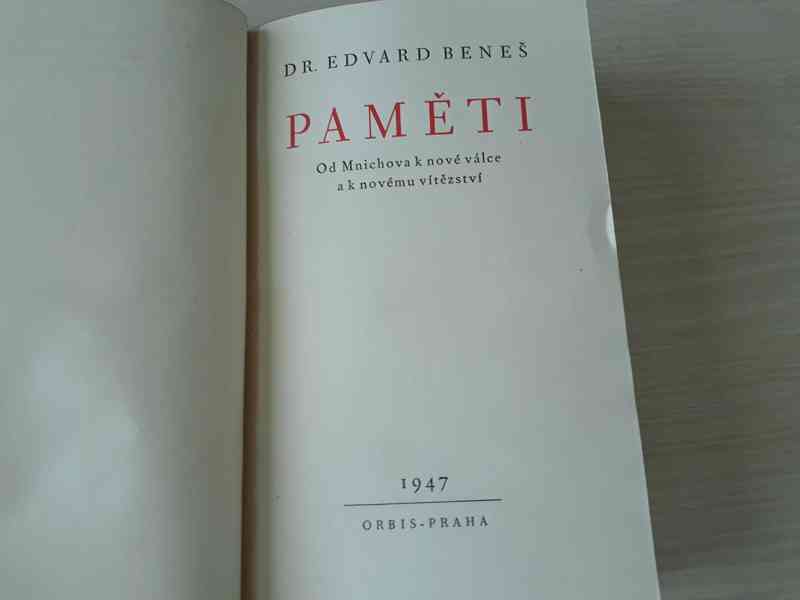 DR. EDVARD BENEŠ
PAMĚTI
Od Mnichova k nové válce
a k novému vítězství
1947
ORBIS-PRAHA